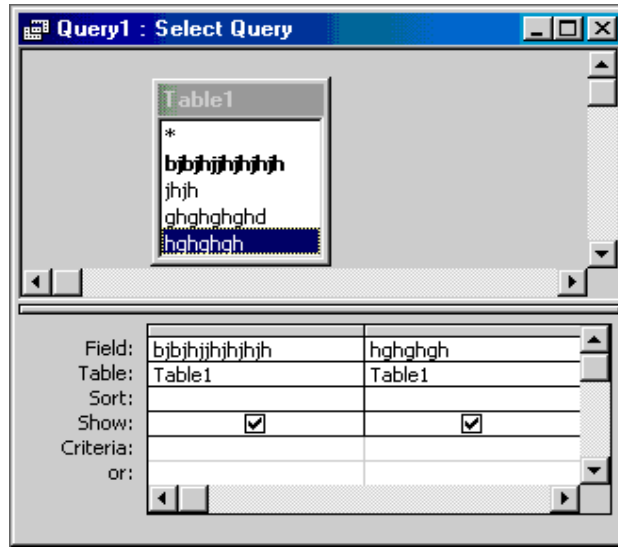 Query1 : Select Query
Table1
*
bjbjhjjhjhjhjh
jhjh
ghghghghd
hghghgh
Field: bjbjhjjhjhjhjh hghghgh
Table: Table1 Table1
Sort:
Show:
Criteria:
or: